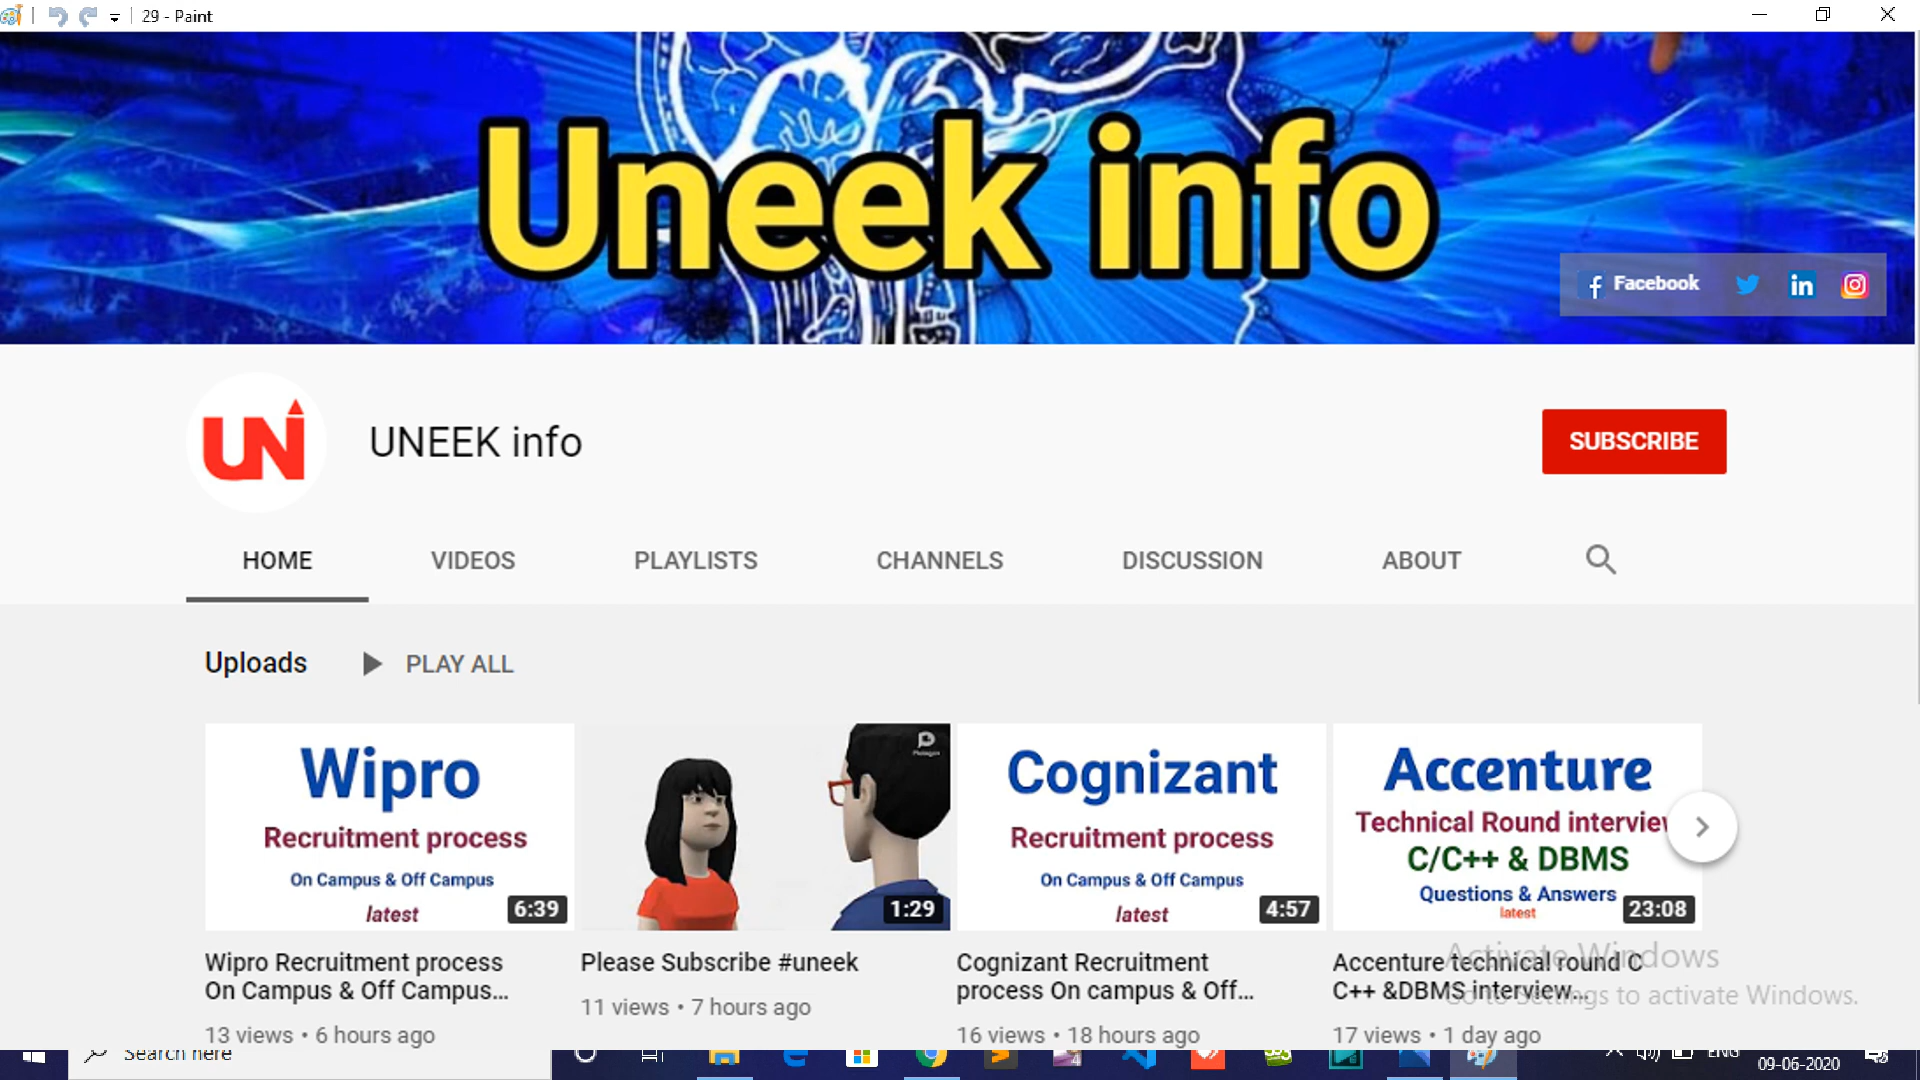 29 - Paint
Uneek info
Facebook
UN
UNEEK info
SUBSCRIBE
HOME VIDEOS PLAYLISTS CHANNELS DISCUSSION ABOUT
Uploads PLAY ALL
Wipro
Recruitment process
On Campus & Off Campus
latest
6:39
1:29
Cognizant
Recruitment process
On Campus & Off Campus
latest
4:57
Accenture
Technical Round interview
C/C++ & DBMS
Questions & Answers
latest
23:08
Wipro Recruitment process
On Campus & Off Campus...
13 views • 6 hours ago
Please Subscribe #uneek
11 views • 7 hours ago
Cognizant Recruitment
process On campus & Off...
16 views • 18 hours ago
Accenture technical round C
C++ &DBMS interview...
17 views • 1 day ago
Activate Windows
Go to Settings to activate Windows.
Search here
ENG
09-06-2020